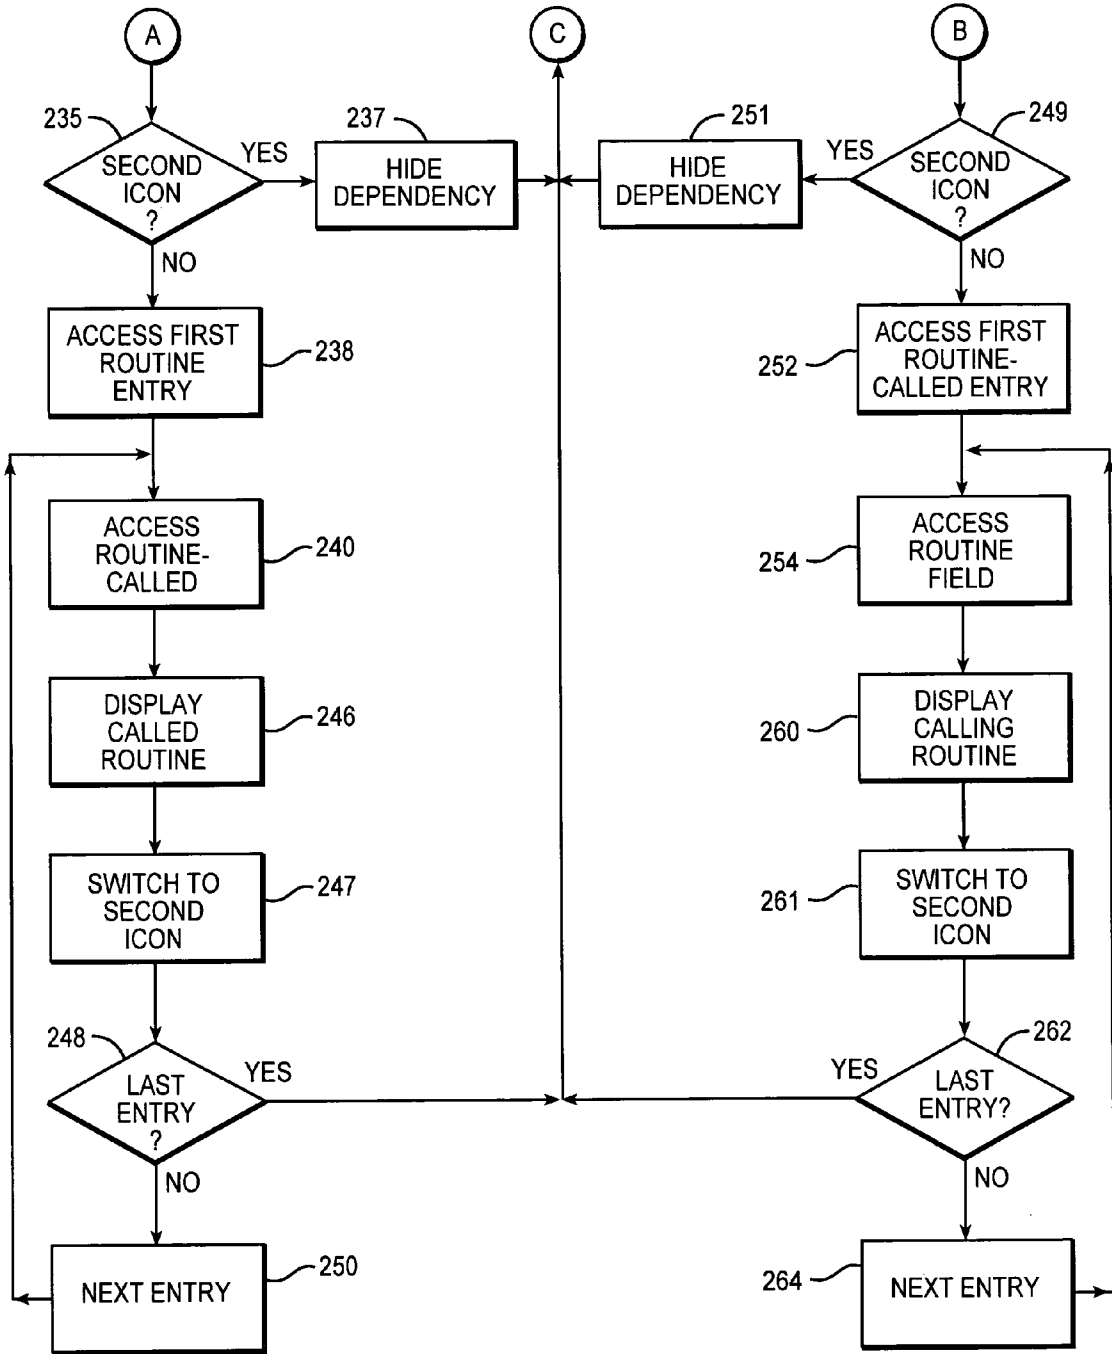 A
C
B
235
SECOND
ICON
?
YES
NO
237
HIDE
DEPENDENCY
251
HIDE
DEPENDENCY
249
SECOND
ICON
?
YES
NO
ACCESS FIRST
ROUTINE
ENTRY
238
252
ACCESS FIRST
ROUTINE-
CALLED ENTRY
ACCESS
ROUTINE-
CALLED
240
254
ACCESS
ROUTINE
FIELD
DISPLAY
CALLED
ROUTINE
246
260
DISPLAY
CALLING
ROUTINE
SWITCH TO
SECOND
ICON
247
261
SWITCH TO
SECOND
ICON
248
LAST
ENTRY
?
YES
NO
262
YES
LAST
ENTRY?
NO
NEXT ENTRY
250
264
NEXT ENTRY